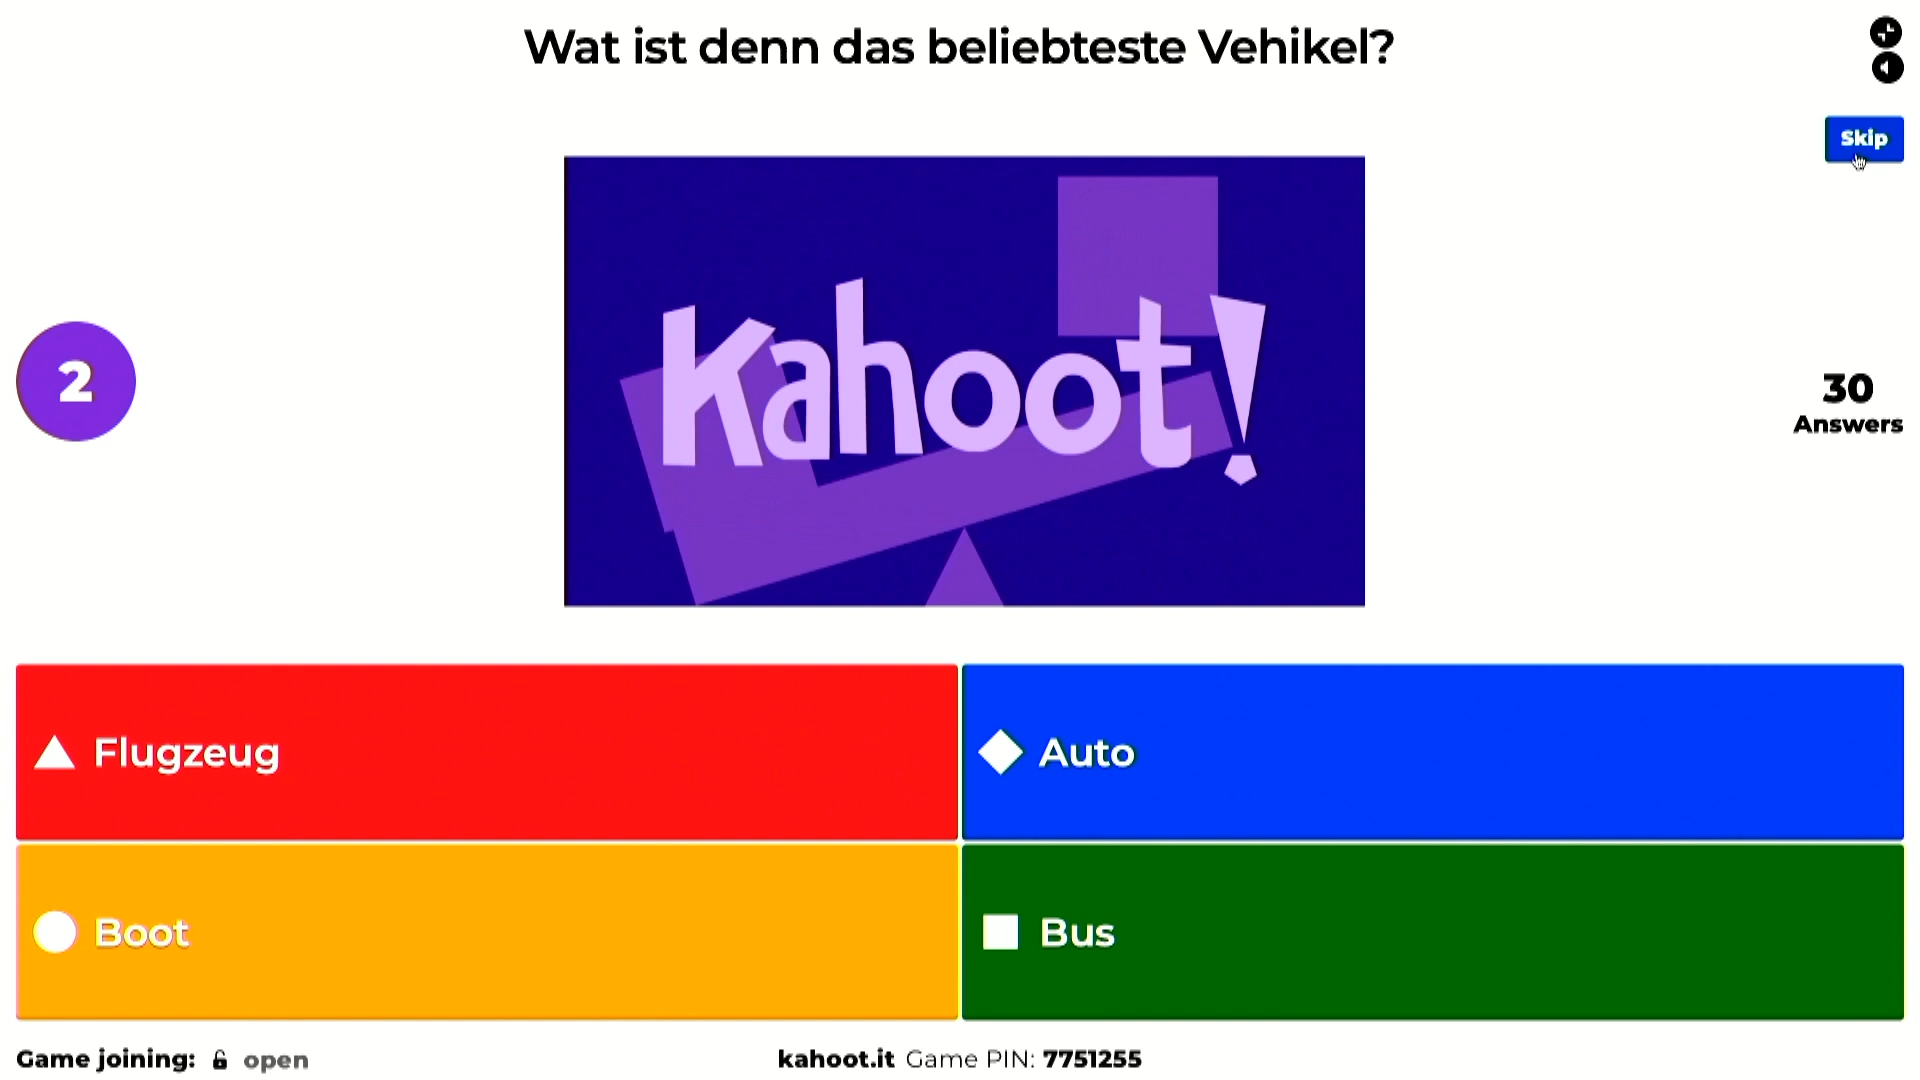 Wat ist denn das beliebteste Vehikel?
Skip
Kahoot!
2
30
Answers
Flugzeug
Auto
Boot
Bus
Game joining: open
kahoot.it Game PIN: 7751255